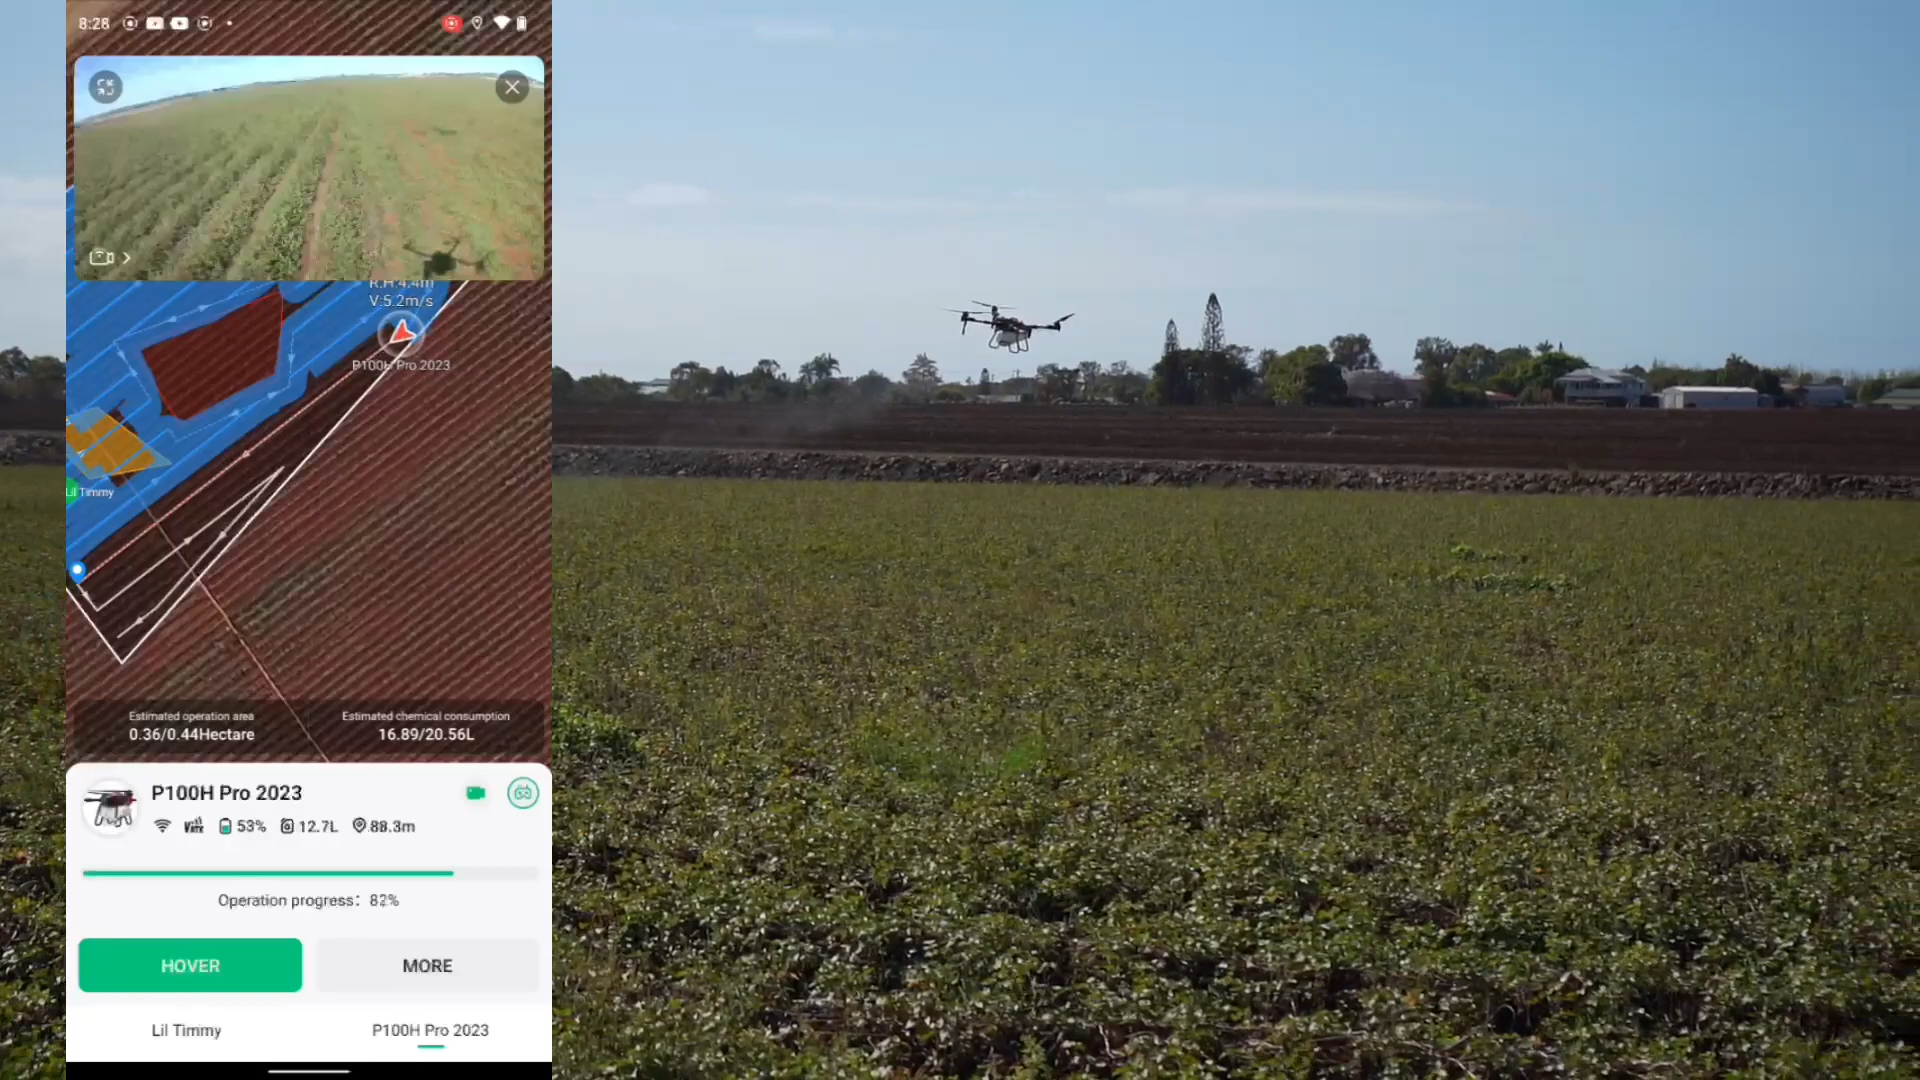 8:28
R.H:4.4m
V:5.2m/s
P100H Pro 2023
Lil Timmy
Estimated operation area
0.36/0.44Hectare
Estimated chemical consumption
16.89/20.56L
P100H Pro 2023
53%
12.7L
88.3m
Operation progress: 82%
HOVER
MORE
Lil Timmy
P100H Pro 2023